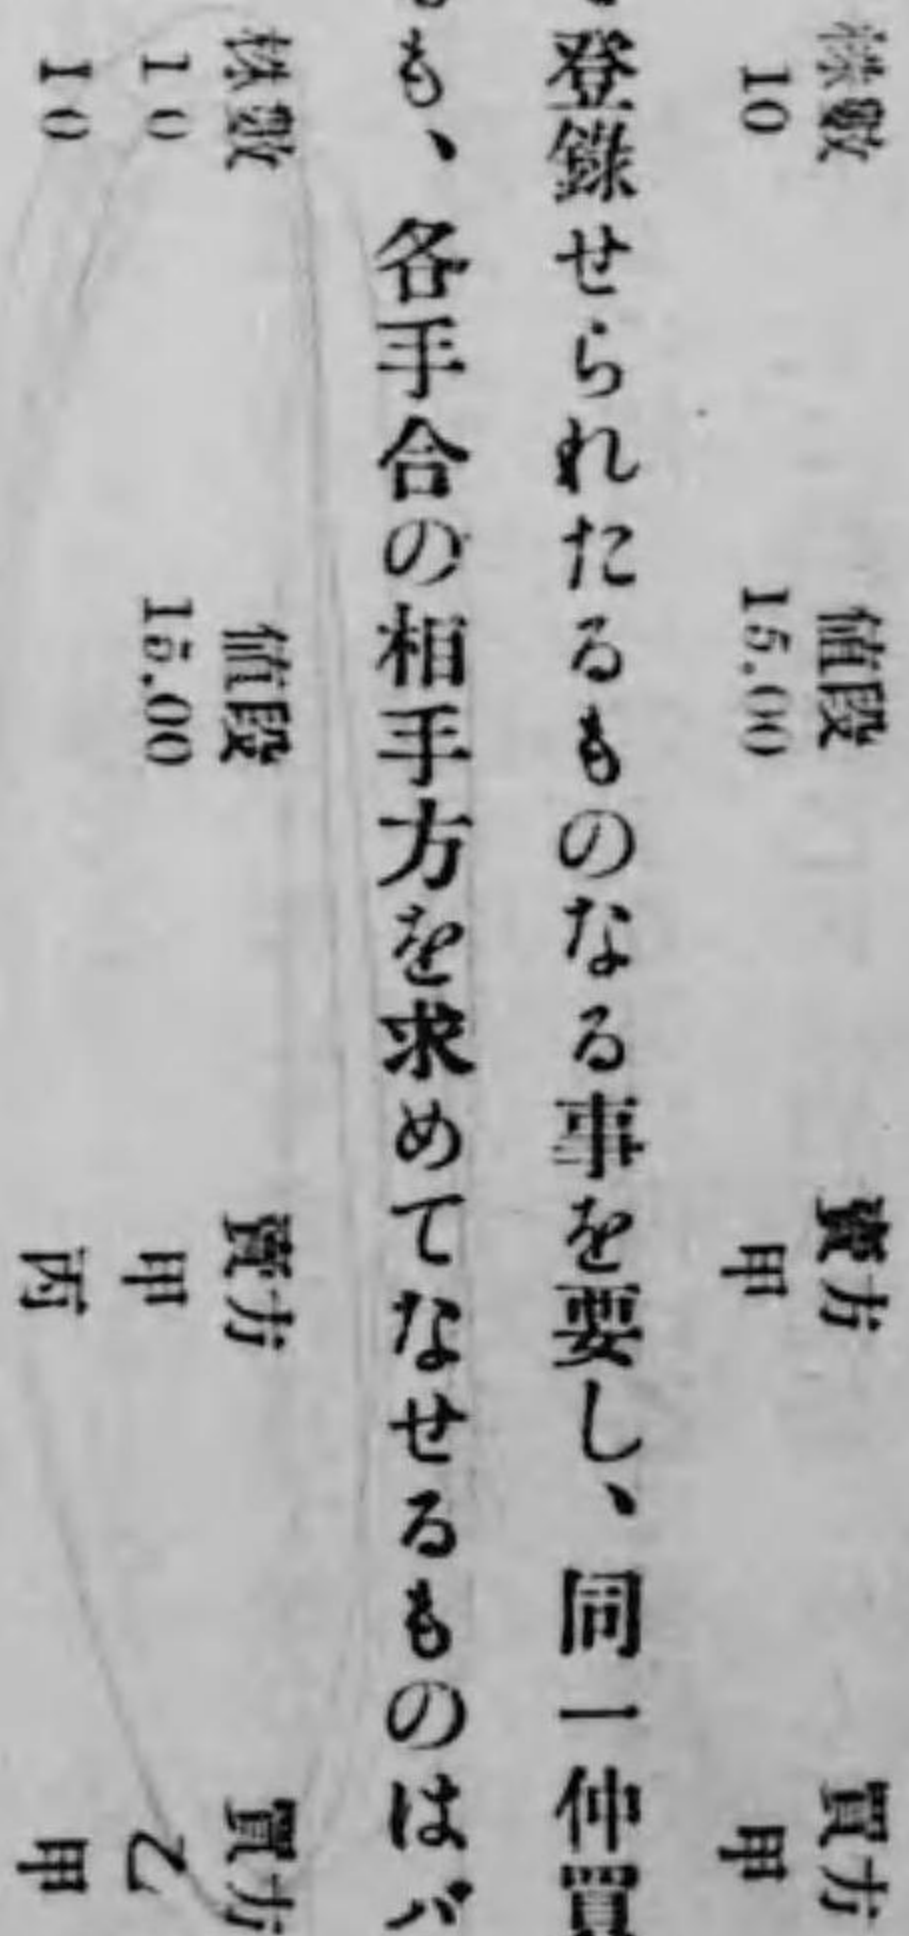 株數 値段 賣方 買方
10 15.00 甲 甲
登錄せられたるものなる事を要し、同一仲買
も、各手合の相手方を求めてなせるものはバ
株數 値段 賣方 買方
10 15.00 甲 乙
10 丙 甲